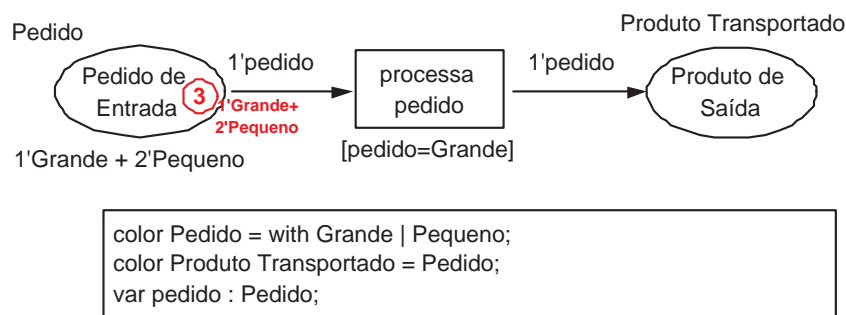 Pedido
Produto Transportado
Pedido de
Entrada
3
1'Grande+
2'Pequeno
1'Grande + 2'Pequeno
1'pedido
processa
pedido
[pedido=Grande]
1'pedido
Produto de
Saída
color Pedido = with Grande | Pequeno;
color Produto Transportado = Pedido;
var pedido : Pedido;